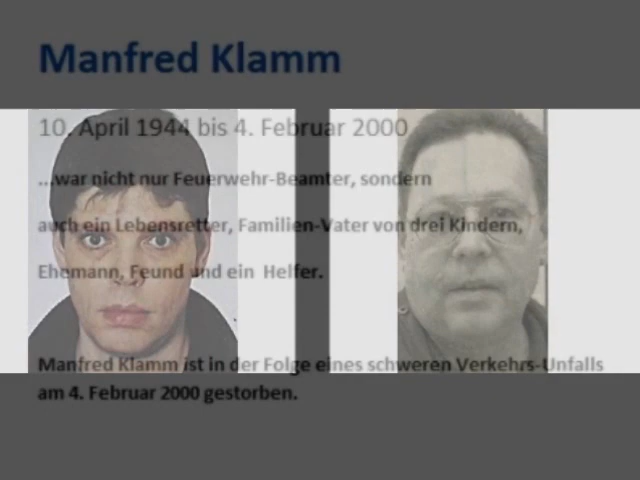 Manfred Klamm
10. April 1944 bis 4. Februar 2000
...war nicht nur Feuerwehr-Beamter, sondern
auch ein Lebensretter, Familien-Vater von drei Kindern,
Ehemann, Feund und ein Helfer.
Manfred Klamm ist in der Folge eines schweren Verkehrs-Unfalls
am 4. Februar 2000 gestorben.